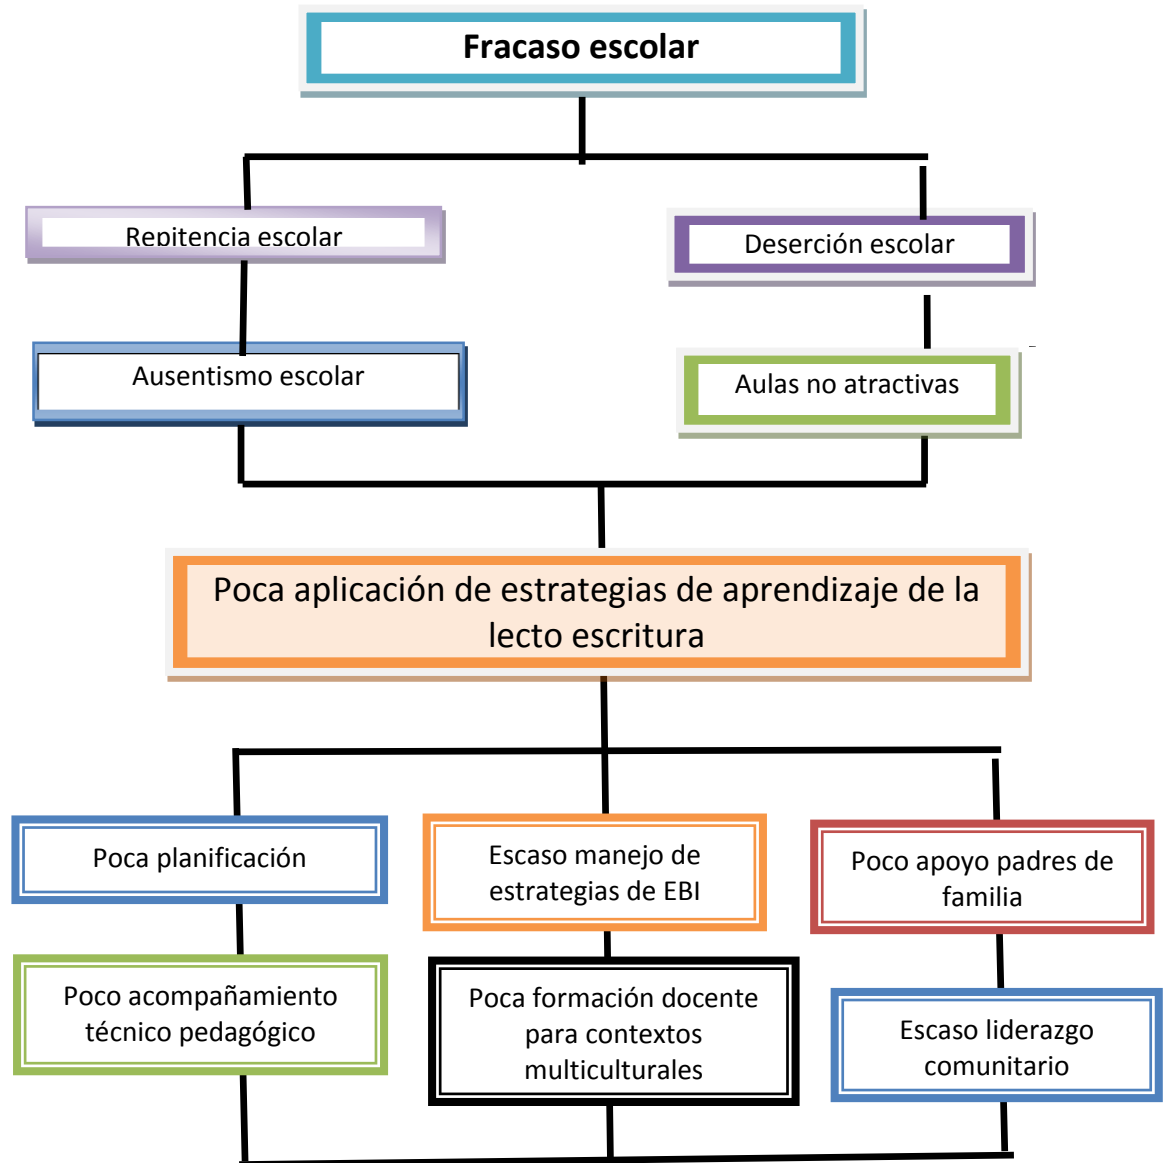 Fracaso escolar
Repitencia escolar
Deserción escolar
Ausentismo escolar
Aulas no atractivas
Poca aplicación de estrategias de aprendizaje de la
lecto escritura
Poca planificación
Escaso manejo de
estrategias de EBI
Poco apoyo padres de
familia
Poco acompañamiento
técnico pedagógico
Poca formación docente
para contextos
multiculturales
Escaso liderazgo
comunitario